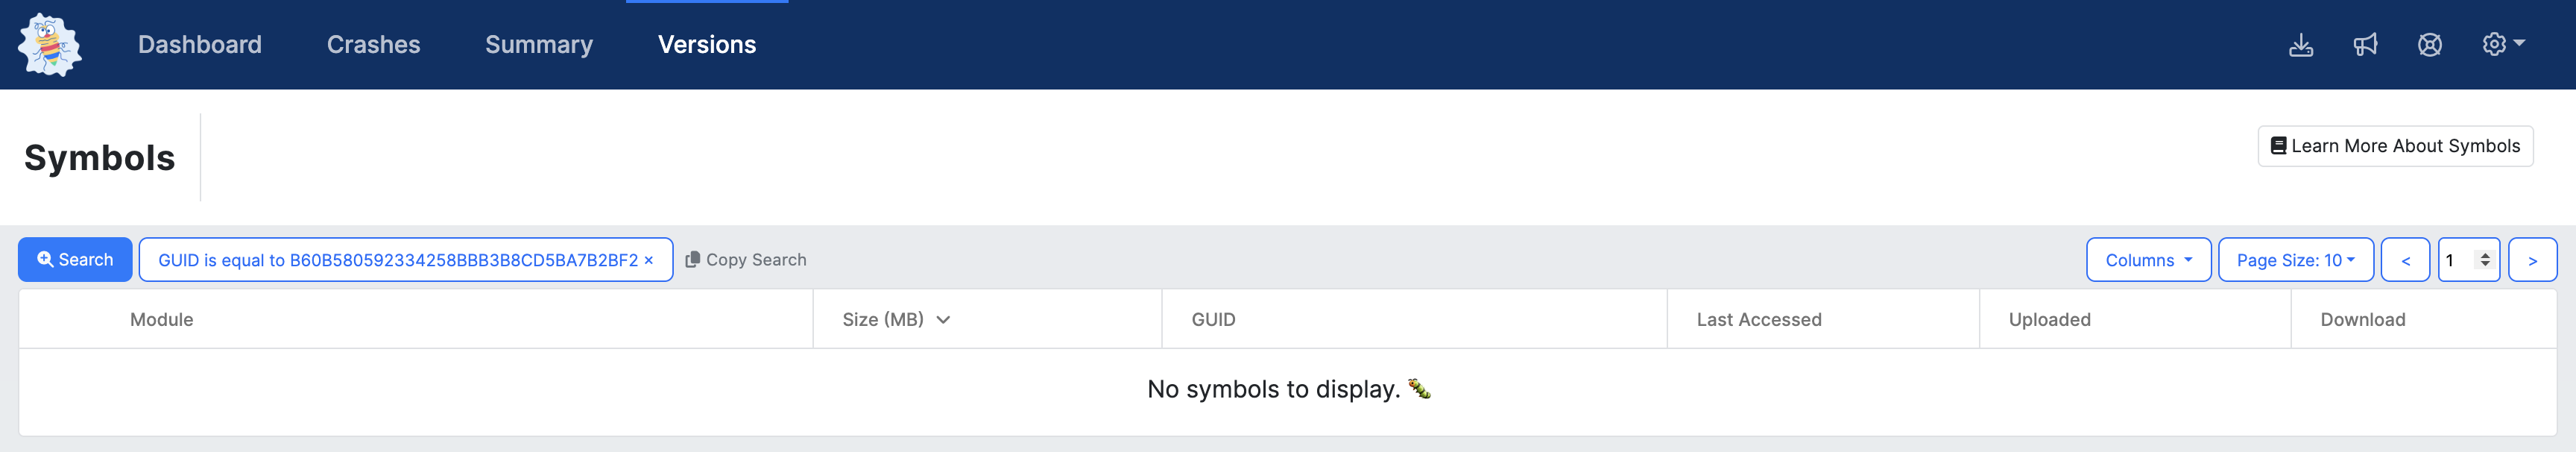 Dashboard Crashes Summary Versions
Symbols
Learn More About Symbols
Search GUID is equal to B60B580592334258BBB3B8CD5BA7B2BF2 × Copy Search Columns Page Size: 10 < 1 >
Module Size (MB) GUID Last Accessed Uploaded Download
No symbols to display. 🐛